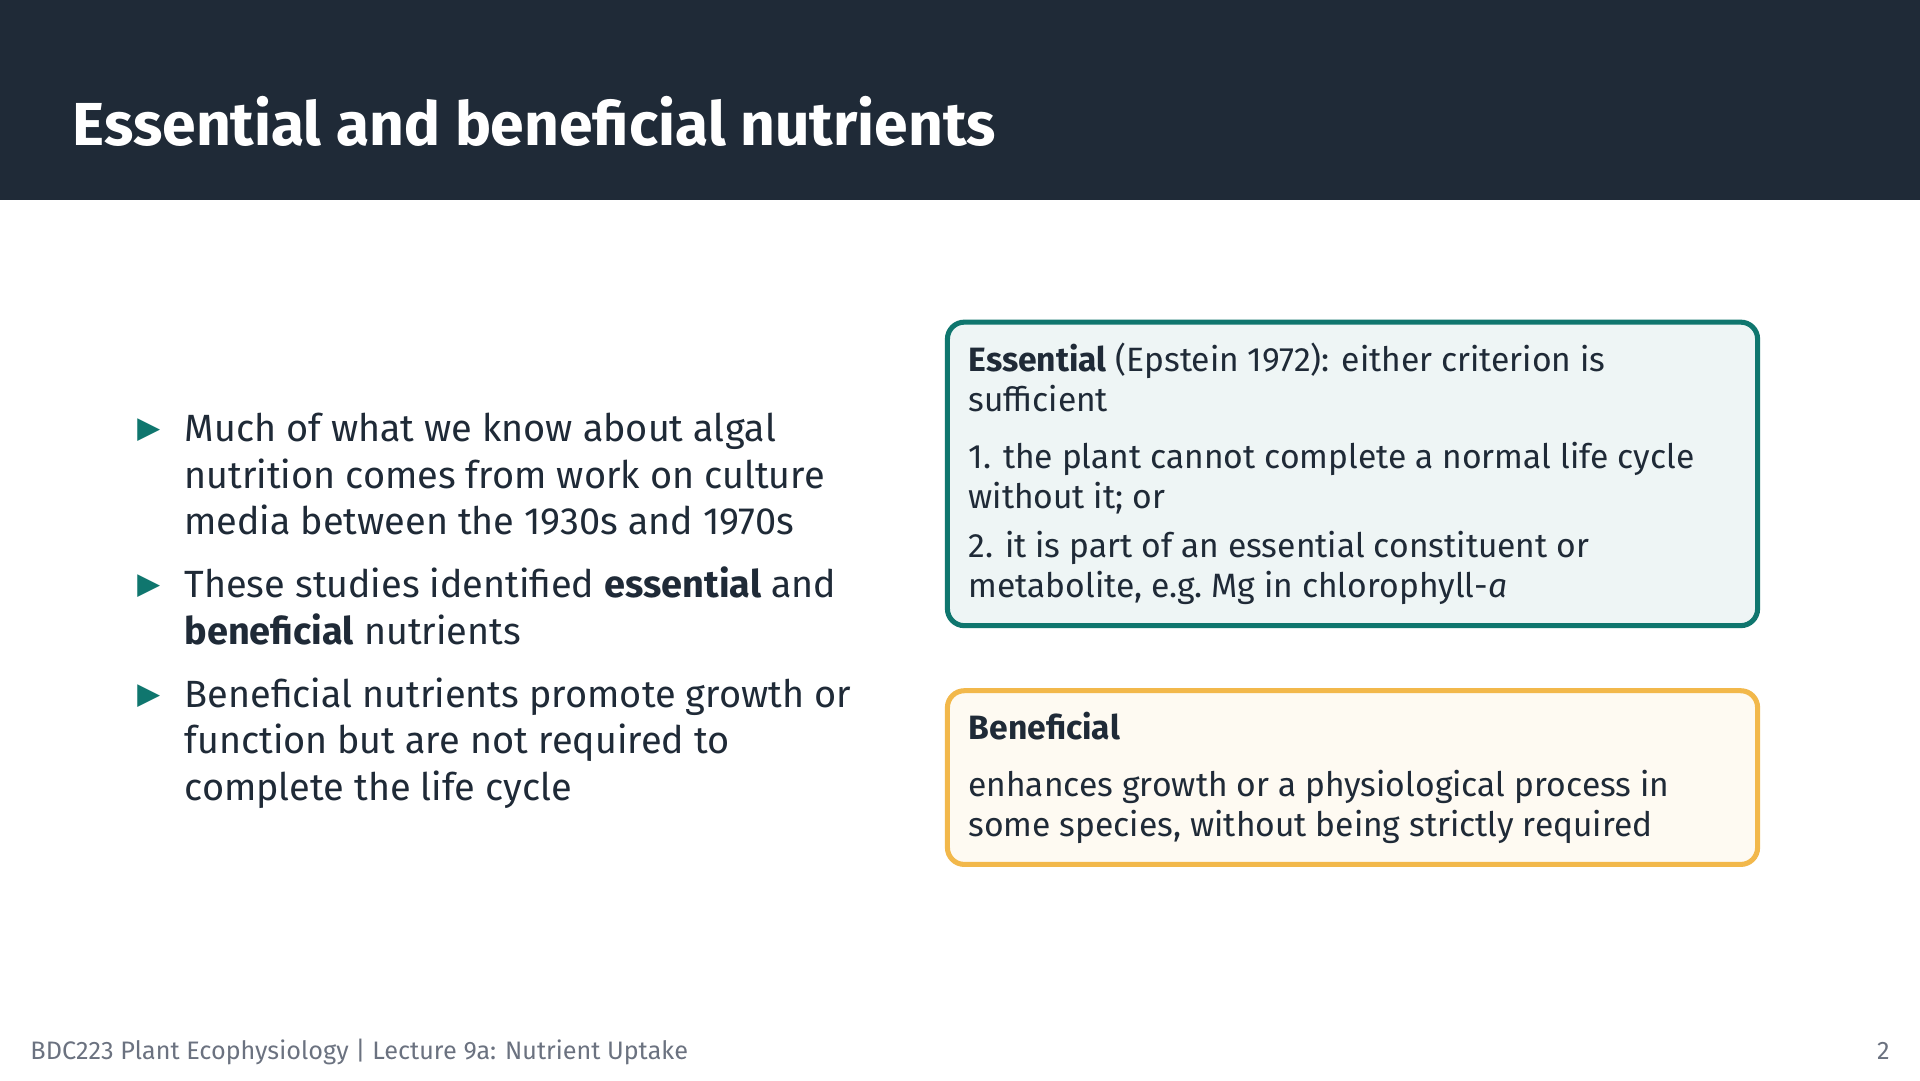 Essential and beneficial nutrients
► Much of what we know about algal
nutrition comes from work on culture
media between the 1930s and 1970s
► These studies identified essential and
beneficial nutrients
► Beneficial nutrients promote growth or
function but are not required to
complete the life cycle
Essential (Epstein 1972): either criterion is
sufficient
1. the plant cannot complete a normal life cycle
without it; or
2. it is part of an essential constituent or
metabolite, e.g. Mg in chlorophyll-a
Beneficial
enhances growth or a physiological process in
some species, without being strictly required
BDC223 Plant Ecophysiology | Lecture 9a: Nutrient Uptake
2